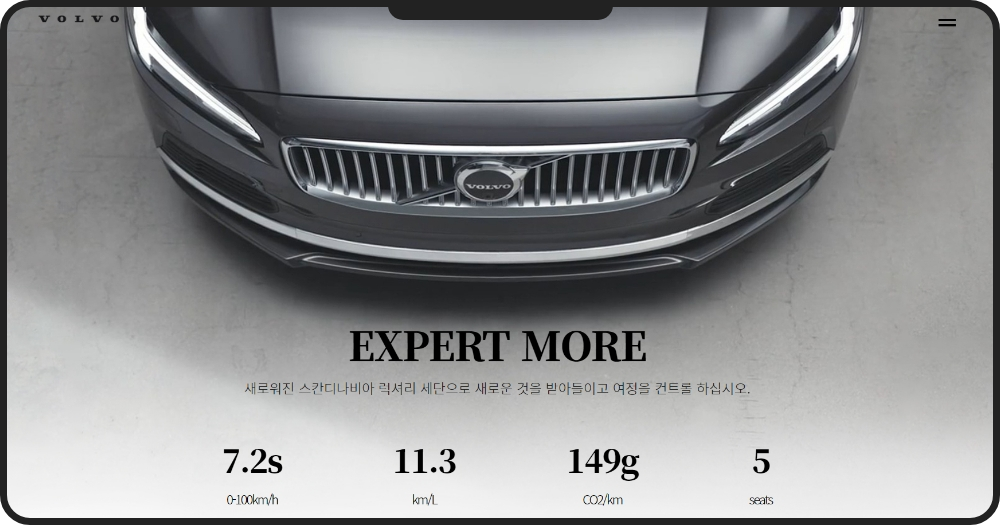 VOLVO
VOLVO
EXPERT MORE
새로워진 스칸디나비아 럭셔리 세단으로 새로운 것을 받아들이고 여정을 컨트롤 하십시오.
7.2s 11.3 149g 5
0-100km/h km/L CO2/km seats